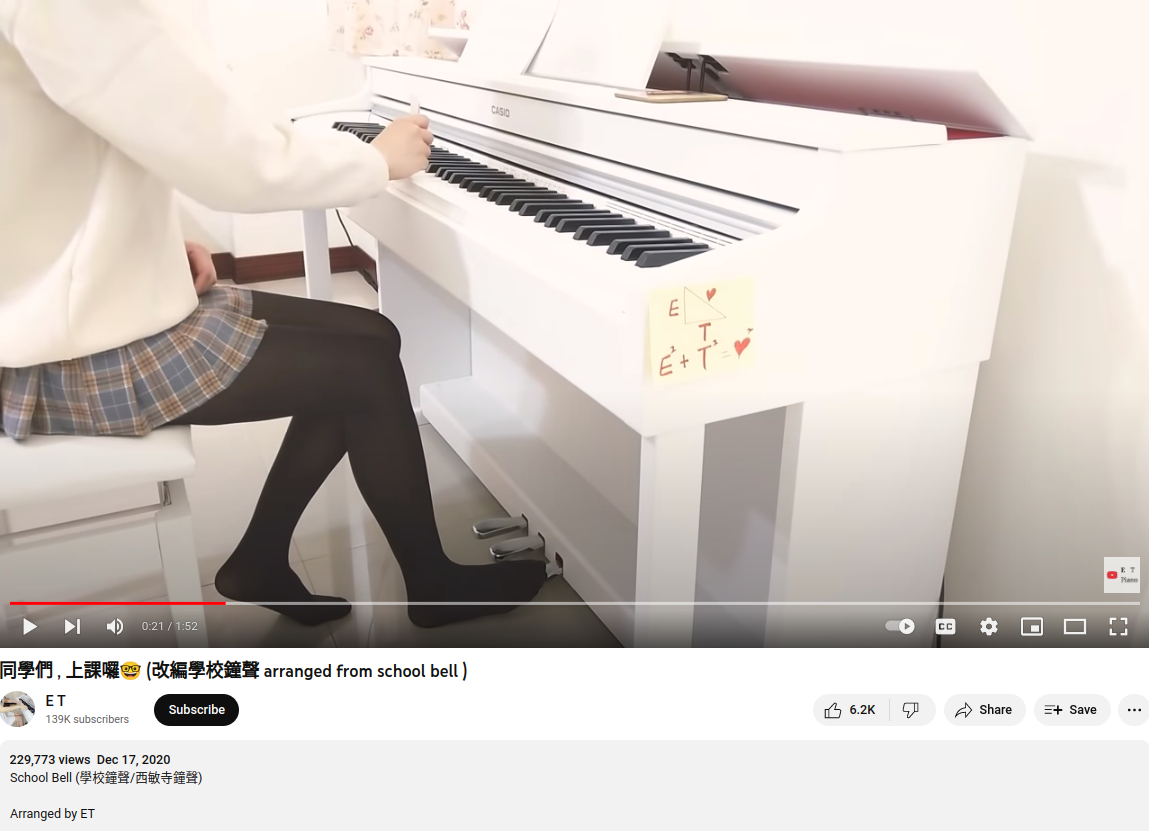 CASIO
E
T
E² + T² = ♥²
E T
Piano
0:21 / 1:52
CC
同學們 , 上課囉🤓 (改編學校鐘聲 arranged from school bell )
E T
139K subscribers
Subscribe
6.2K
Share
Save
229,773 views Dec 17, 2020
School Bell (學校鐘聲/西敏寺鐘聲)
Arranged by ET